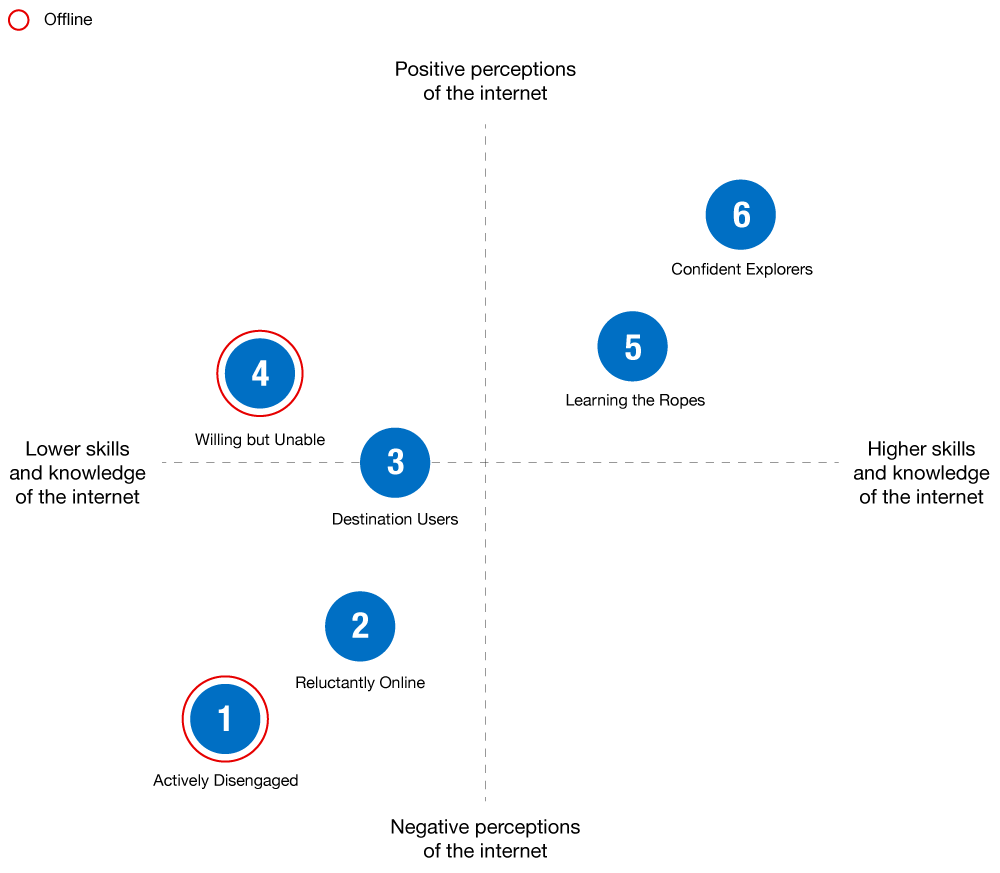 Offline
Positive perceptions
of the internet
6
Confident Explorers
5
Learning the Ropes
4
Willing but Unable
Lower skills
and knowledge
of the internet
3
Destination Users
Higher skills
and knowledge
of the internet
2
Reluctantly Online
1
Actively Disengaged
Negative perceptions
of the internet